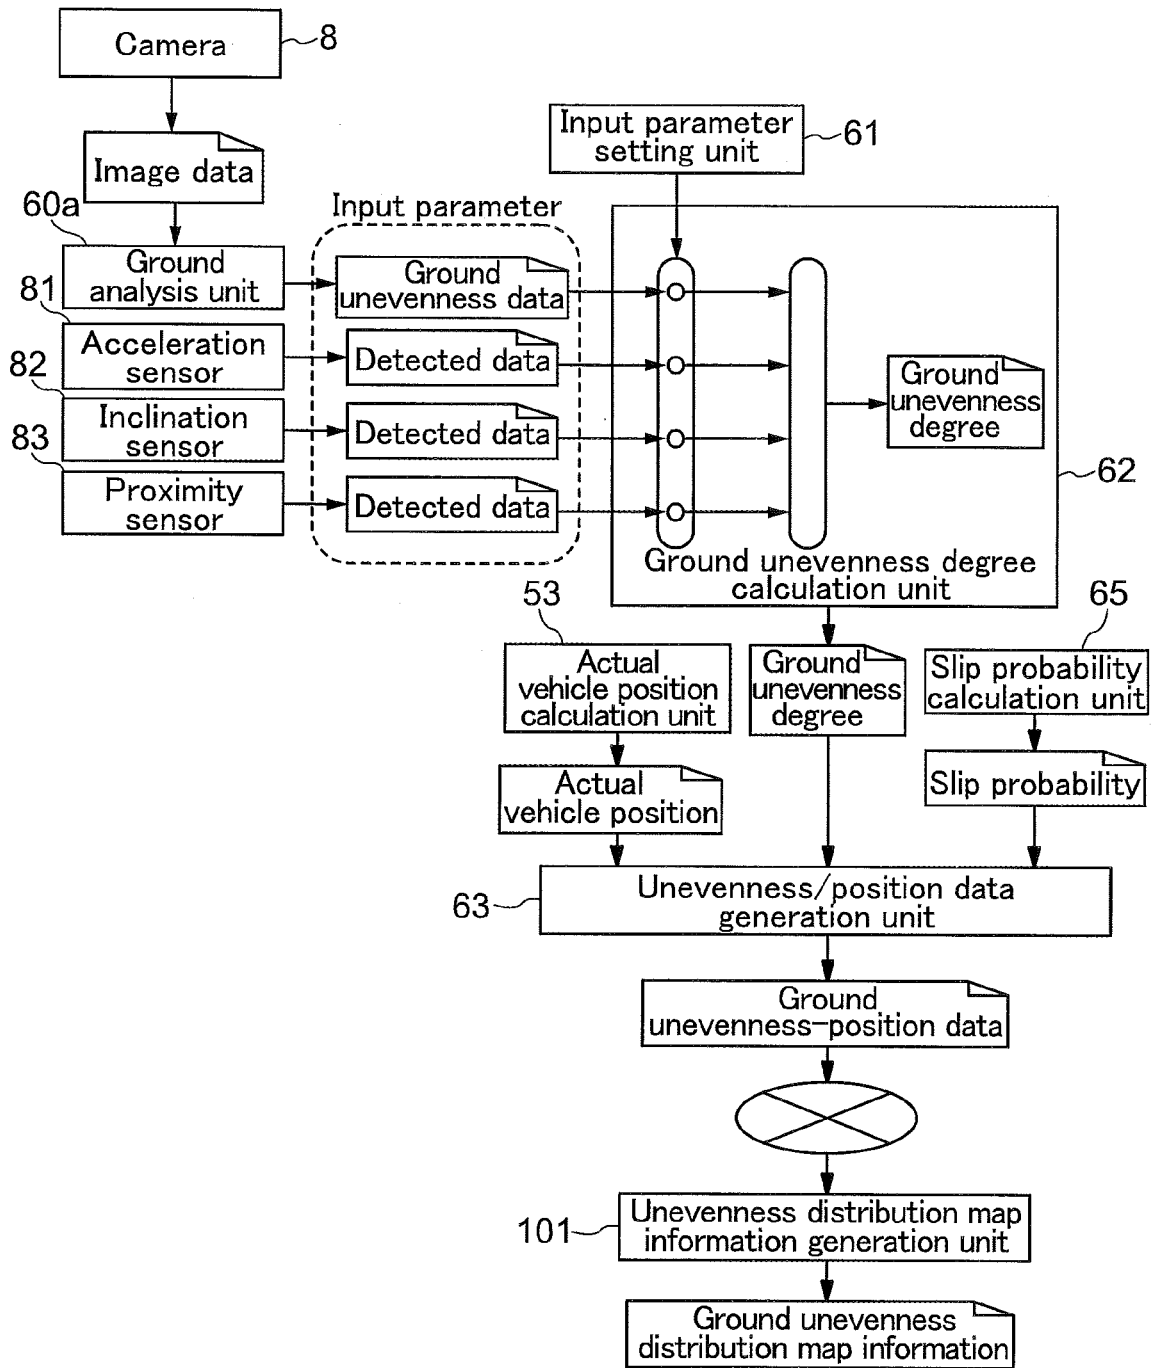 Camera
8
Image data
Input parameter
setting unit
61
60a
Input parameter
Ground
analysis unit
Ground
unevenness data
81
Acceleration
sensor
Detected data
82
Inclination
sensor
Detected data
83
Proximity
sensor
Detected data
Ground
unevenness
degree
62
Ground unevenness degree
calculation unit
53
Actual
vehicle position
calculation unit
Ground
unevenness
degree
65
Slip probability
calculation unit
Actual
vehicle position
Slip probability
63
Unevenness/position data
generation unit
Ground
unevenness-position data
101
Unevenness distribution map
information generation unit
Ground unevenness
distribution map information